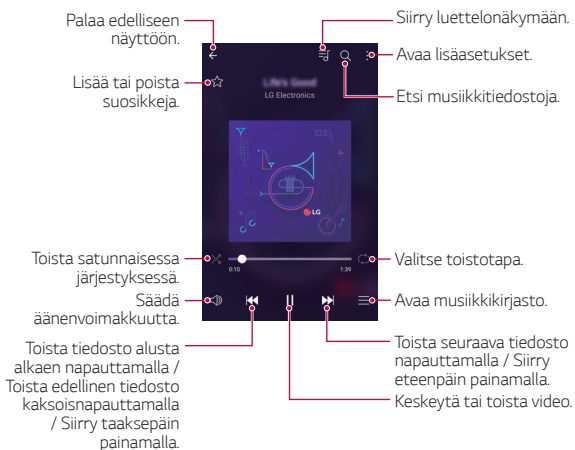 Palaa edelliseen
näyttöön.
Lisää tai poista
suosikkeja.
Toista satunnaisessa
järjestyksessä.
Säädä
äänenvoimakkuutta.
Toista tiedosto alusta
alkaen napauttamalla /
Toista edellinen tiedosto
kaksoisnapauttamalla
/ Siirry taaksepäin
painamalla.
Life's Good
LG Electronics
LG
0:10
1:39
Siirry luettelonäkymään.
Avaa lisäasetukset.
Etsi musiikkitiedostoja.
Valitse toistotapa.
Avaa musiikkikirjasto.
Toista seuraava tiedosto
napauttamalla / Siirry
eteenpäin painamalla.
Keskeytä tai toista video.